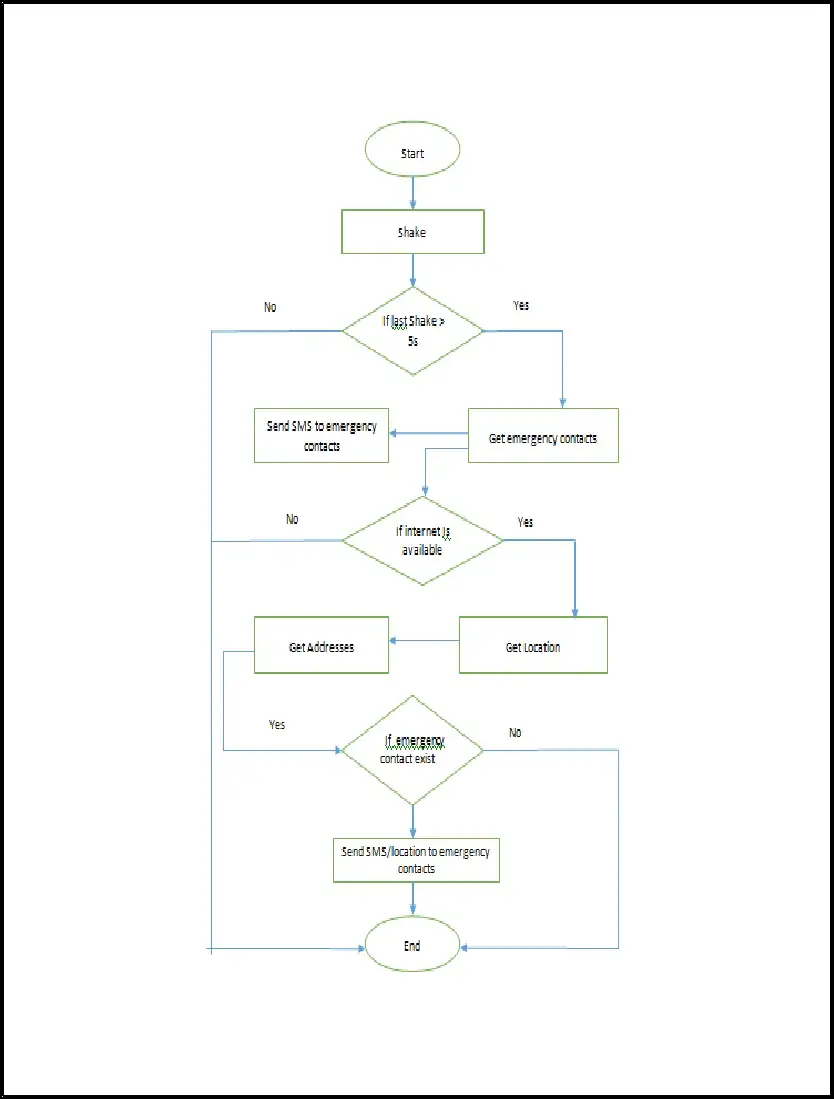 Start
Shake
No
Yes
If last Shake >
5s
Send SMS to emergency
contacts
Get emergency contacts
No
Yes
If internet Is
available
Get Addresses
Get Location
Yes
No
If emergency
contact exist
Send SMS/location to emergency
contacts
End